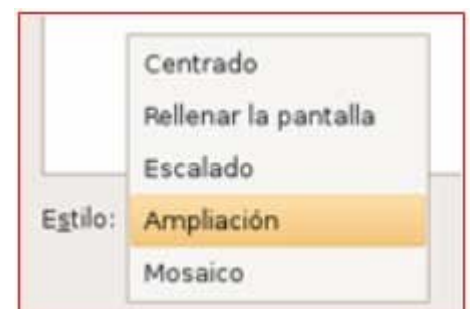 Centrado
Rellenar la pantalla
Escalado
Estilo: Ampliación
Mosaico